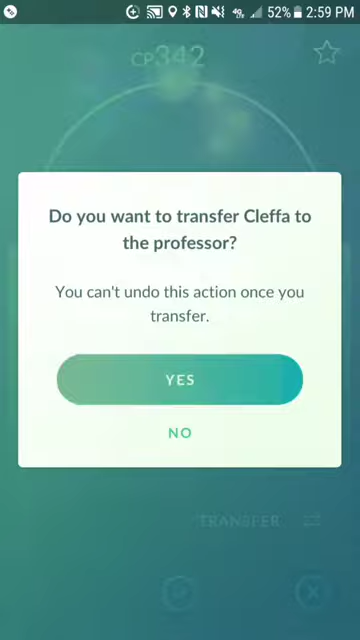 52% 2:59 PM
CP342
Do you want to transfer Cleffa to
the professor?
You can't undo this action once you
transfer.
YES
NO
TRANSFER